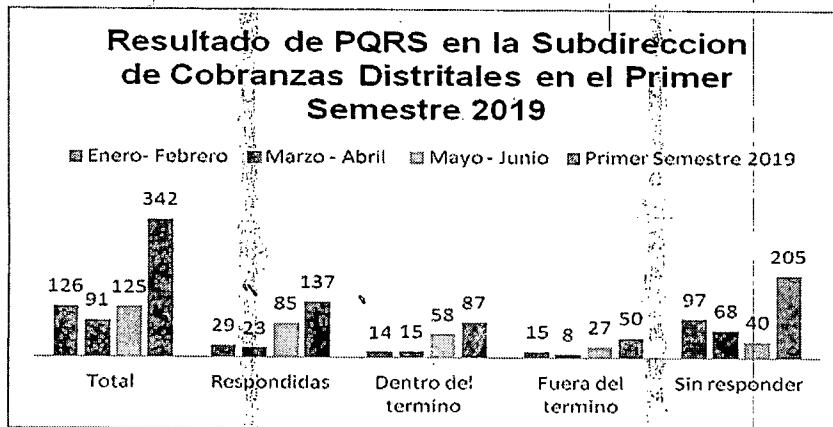 Resultado de PQRS en la Subdireccion
de Cobranzas Distritales en el Primer
Semestre 2019
Enero- Febrero Marzo - Abril Mayo - Junio Primer Semestre 2019
126 91 125 342
29 23 85 137
14 15 58 87
15 8 27 50
97 68 40 205
Total Respondidas Dentro del Fuera del Sin responder
termino termino